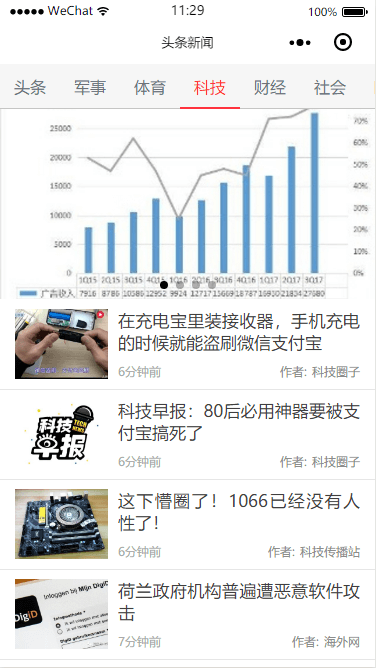 WeChat 11:29 100%
头条新闻
头条 军事 体育 科技 财经 社会
25000
20000
15000
10000
5000
0
70%
60%
50%
40%
30%
20%
10%
0%
1Q15 2Q15 3Q15 4Q15 1Q16 2Q16 3Q16 4Q16 1Q17 2Q17 3Q17
广告收入 7916 8786 10586 12952 9924 12717 15669 18787 16930 21834 27680
在充电宝里装接收器，手机充电
的时候就能盗刷微信支付宝
6分钟前 作者: 科技圈子
科技
早报
TECH
NEWS
科技早报：80后必用神器要被支
付宝搞死了
6分钟前 作者: 科技圈子
这下懵圈了！1066已经没有人
性了！
6分钟前 作者: 科技传播站
Inloggen bij Mijn DigiD
DigiD
荷兰政府机构普遍遭恶意软件攻
击
7分钟前 作者: 海外网